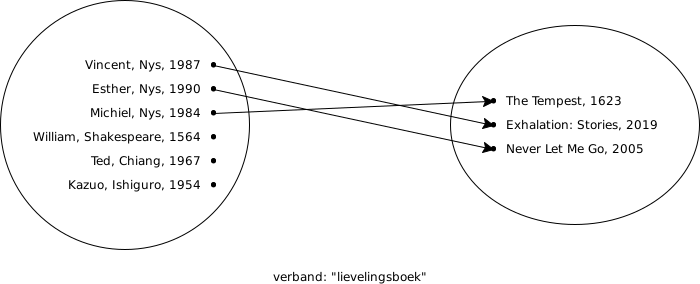 Vincent, Nys, 1987
Esther, Nys, 1990
Michiel, Nys, 1984
William, Shakespeare, 1564
Ted, Chiang, 1967
Kazuo, Ishiguro, 1954
The Tempest, 1623
Exhalation: Stories, 2019
Never Let Me Go, 2005
verband: "lievelingsboek"